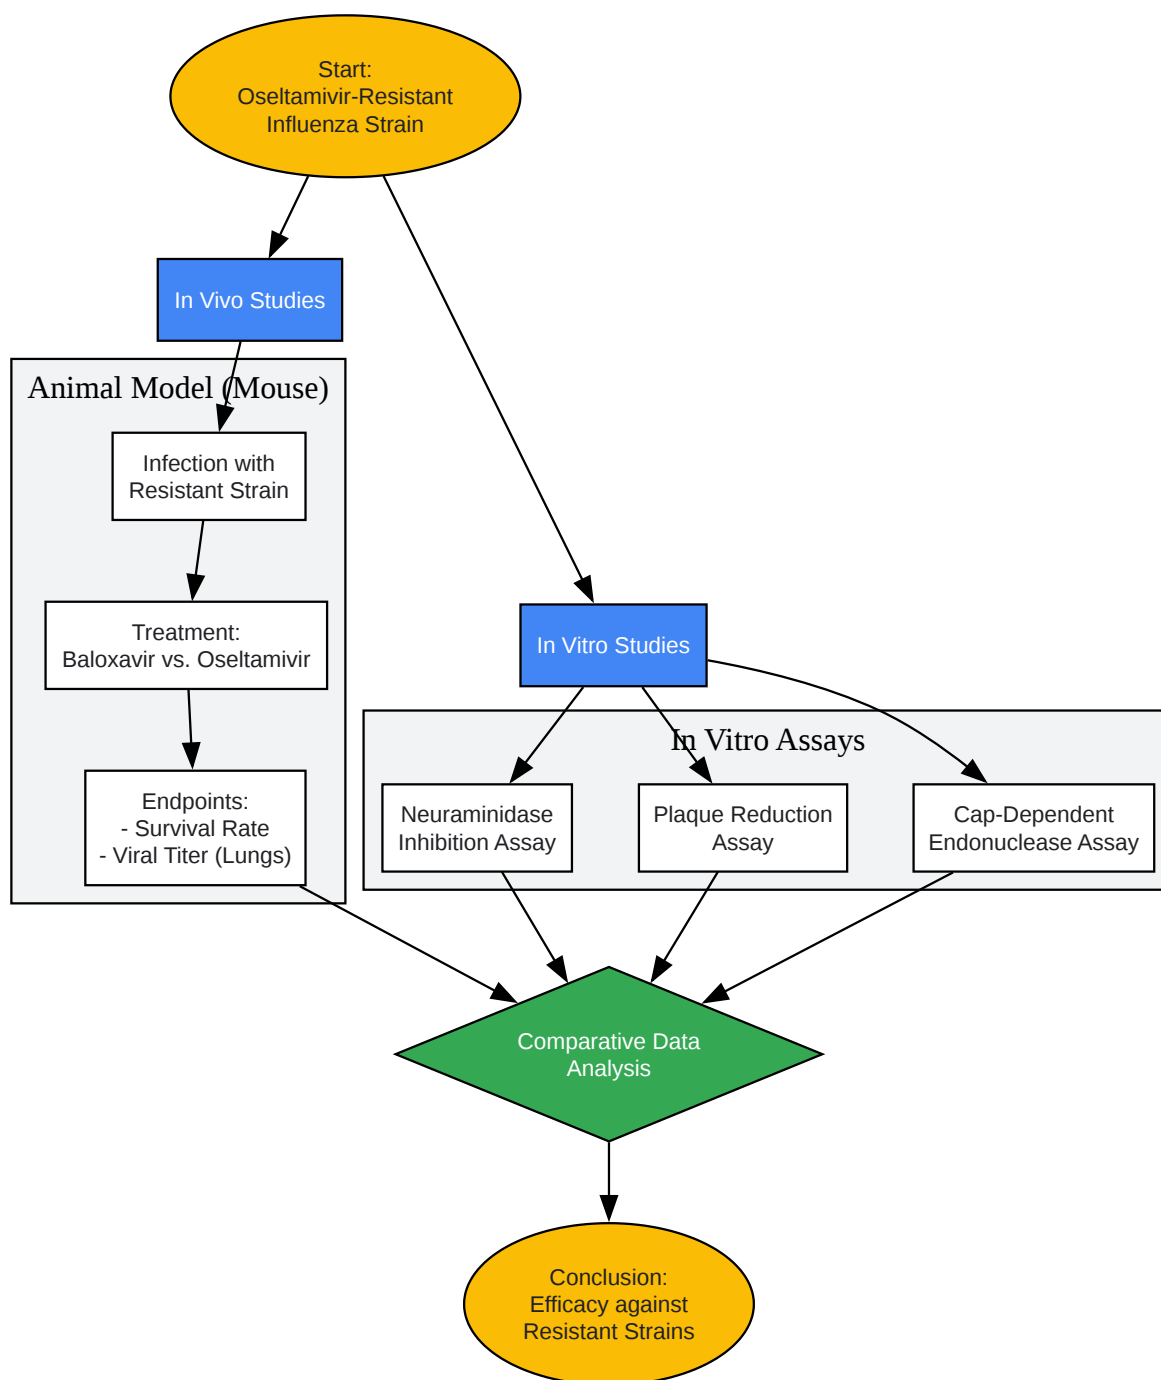 Start:
Oseltamivir-Resistant
Influenza Strain
In Vivo Studies
Animal Model (Mouse)
Infection with
Resistant Strain
Treatment:
Baloxavir vs. Oseltamivir
Endpoints:
- Survival Rate
- Viral Titer (Lungs)
In Vitro Studies
In Vitro Assays
Neuraminidase
Inhibition Assay
Plaque Reduction
Assay
Cap-Dependent
Endonuclease Assay
Comparative Data
Analysis
Conclusion:
Efficacy against
Resistant Strains